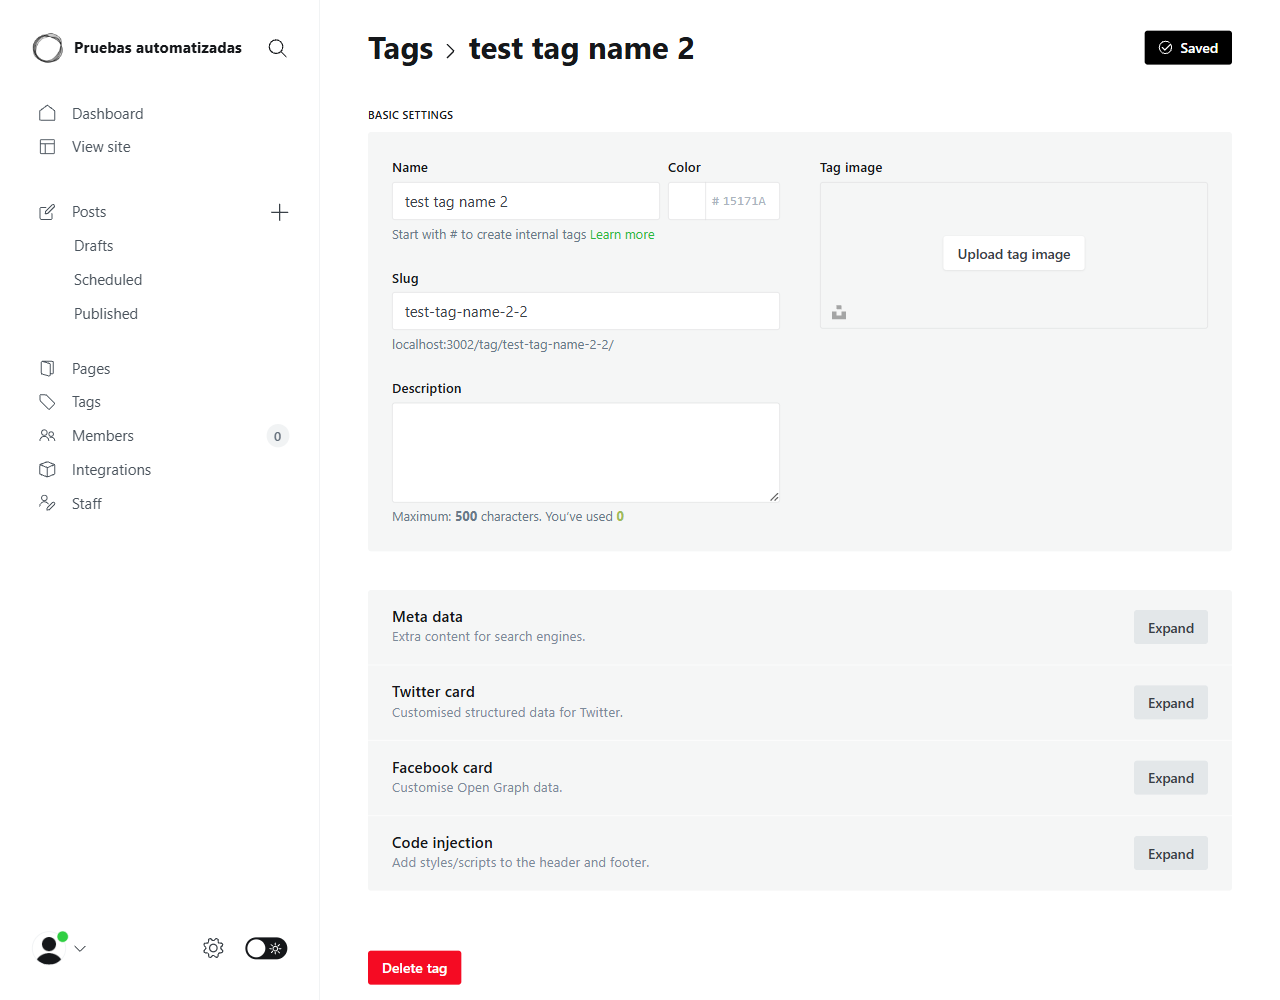 Pruebas automatizadas
Dashboard
View site
Posts
Drafts
Scheduled
Published
Pages
Tags
Members
0
Integrations
Staff
Tags > test tag name 2
Saved
BASIC SETTINGS
Name
Color
test tag name 2
# 15171A
Start with # to create internal tags Learn more
Slug
test-tag-name-2-2
localhost:3002/tag/test-tag-name-2-2/
Description
Maximum: 500 characters. You’ve used 0
Tag image
Upload tag image
Meta data
Extra content for search engines.
Expand
Twitter card
Customised structured data for Twitter.
Expand
Facebook card
Customise Open Graph data.
Expand
Code injection
Add styles/scripts to the header and footer.
Expand
Delete tag